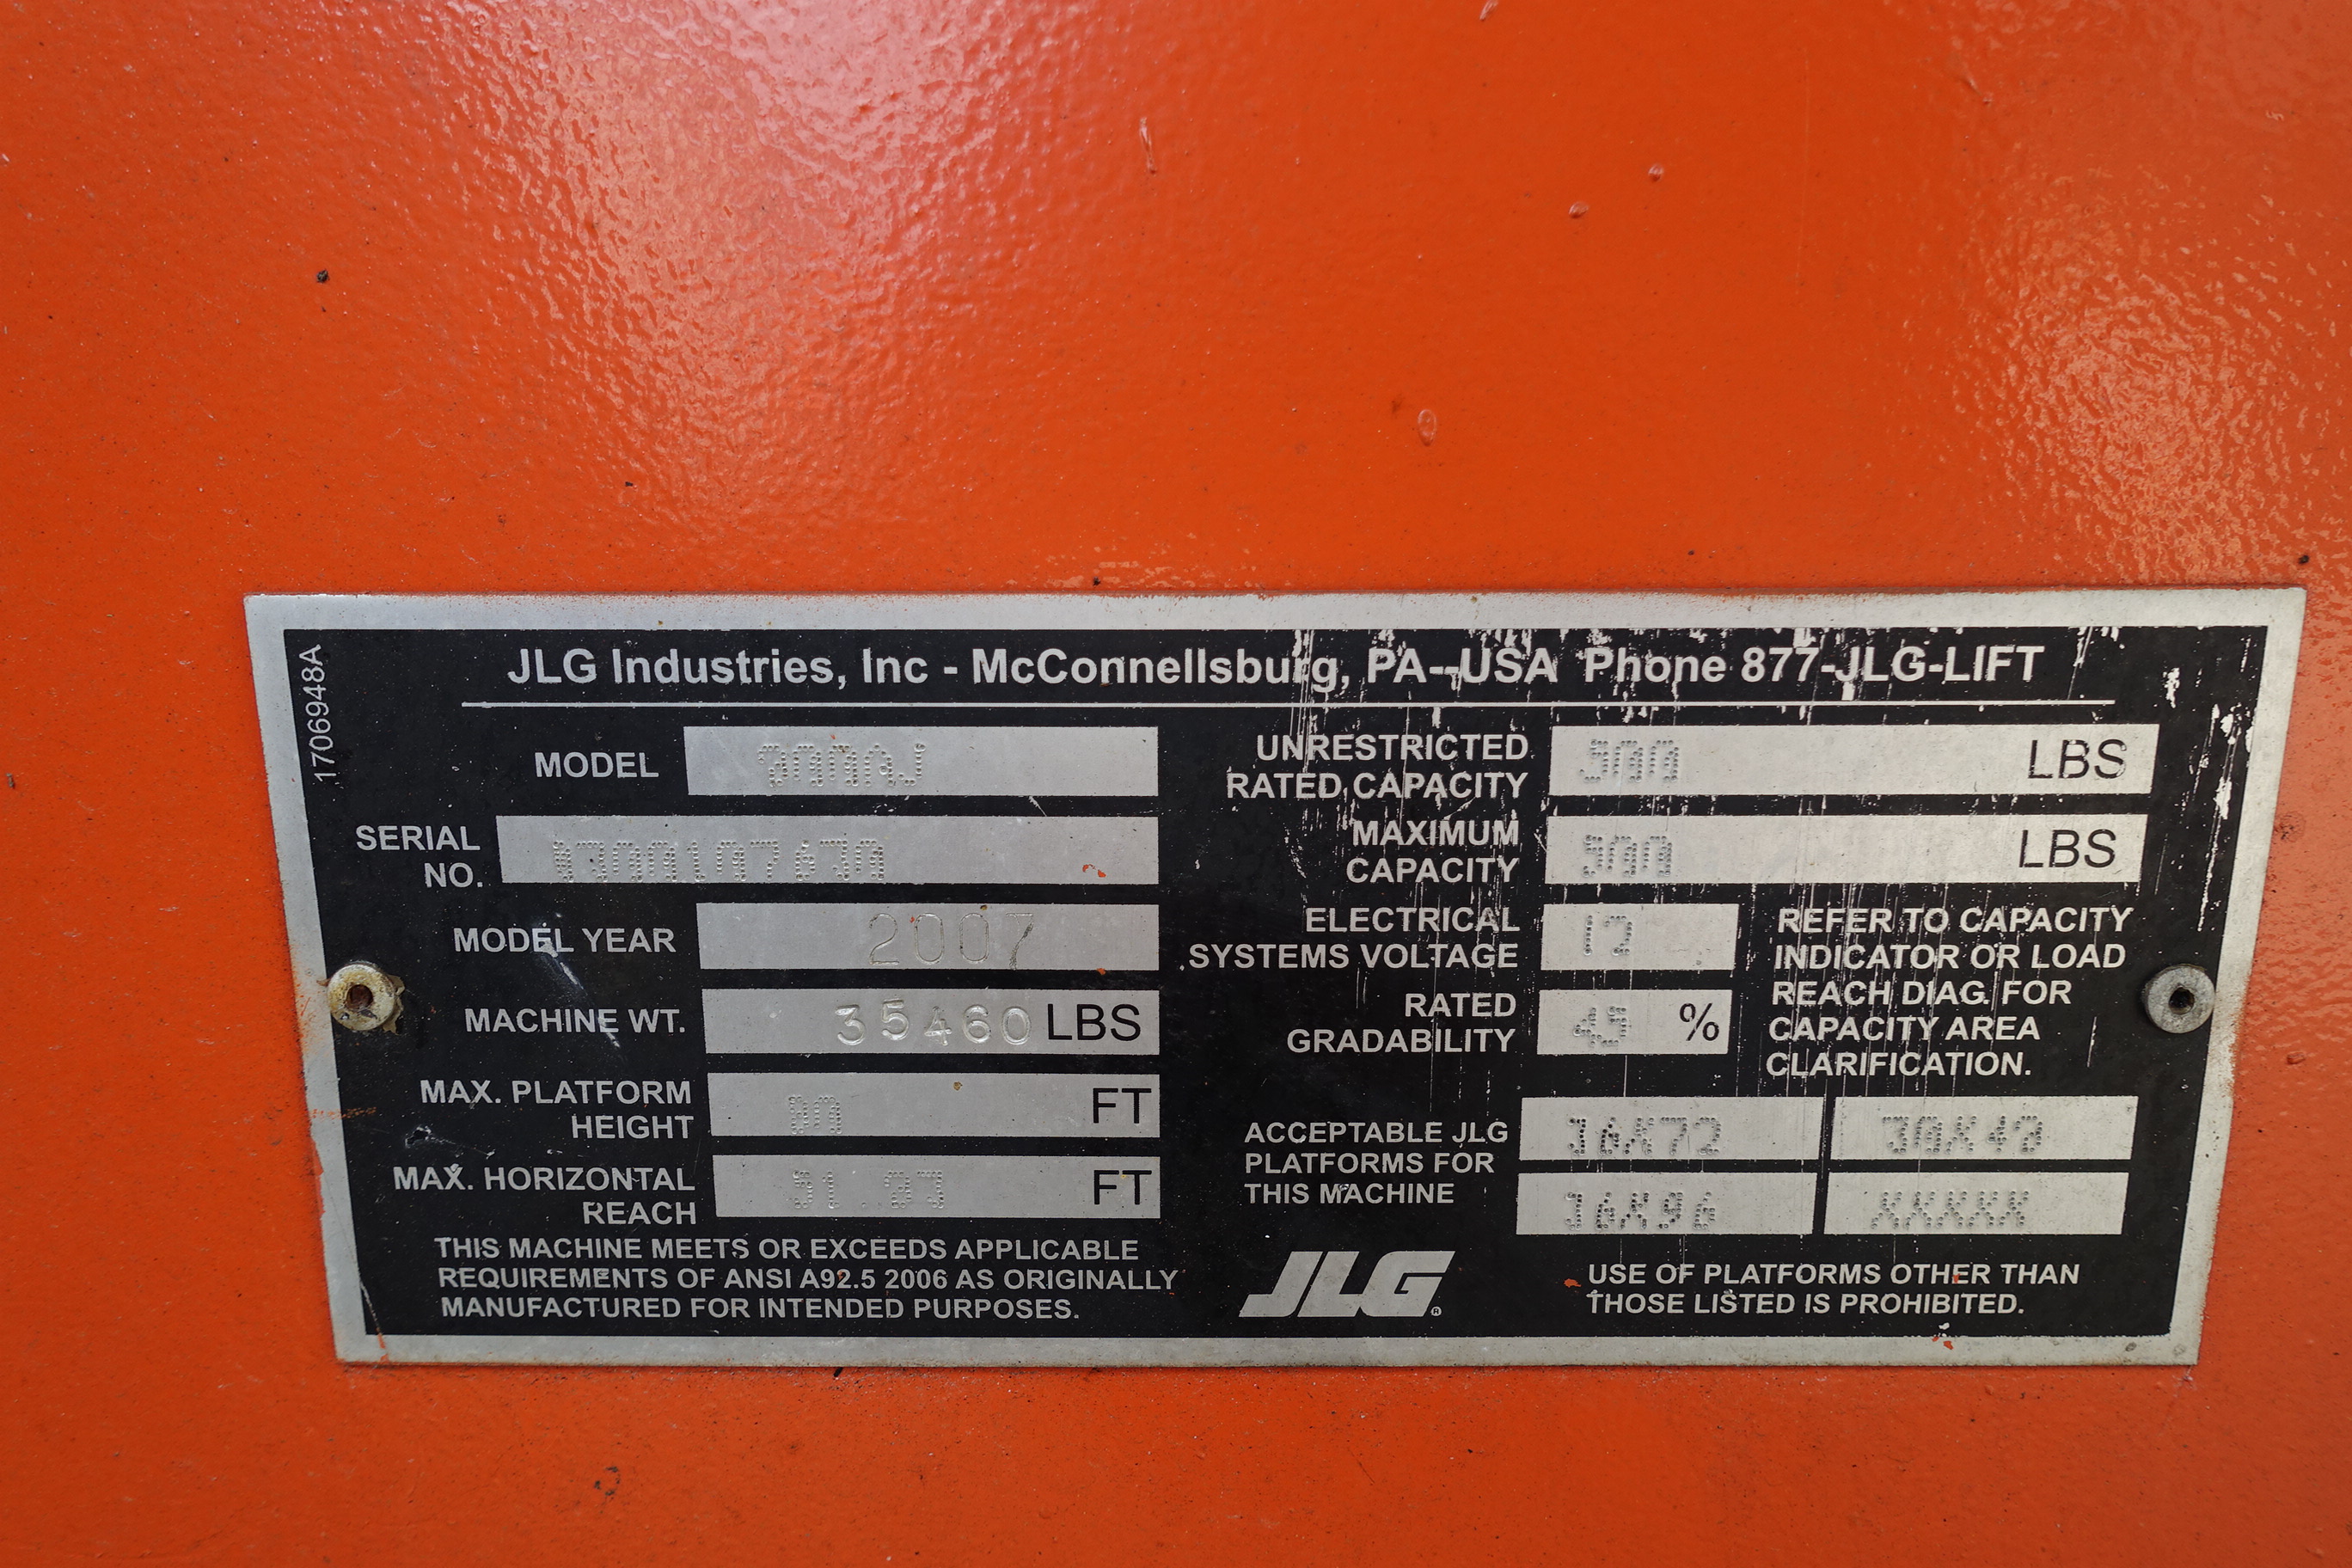 1706948A
JLG Industries, Inc - McConnellsburg, PA--USA Phone 877-JLG-LIFT
MODEL 800AJ
SERIAL NO. 0300107630
MODEL YEAR 2007
MACHINE WT. 35460 LBS
MAX. PLATFORM HEIGHT 80 FT
MAX. HORIZONTAL REACH FT
THIS MACHINE MEETS OR EXCEEDS APPLICABLE
REQUIREMENTS OF ANSI A92.5 2006 AS ORIGINALLY
MANUFACTURED FOR INTENDED PURPOSES.
UNRESTRICTED RATED CAPACITY 500 LBS
MAXIMUM CAPACITY 500 LBS
ELECTRICAL SYSTEMS VOLTAGE 12
RATED GRADABILITY 45 %
REFER TO CAPACITY
INDICATOR OR LOAD
REACH DIAG. FOR
CAPACITY AREA
CLARIFICATION.
ACCEPTABLE JLG
PLATFORMS FOR
THIS MACHINE
36X72 30X48
36X96 XXXXX
JLG
USE OF PLATFORMS OTHER THAN
THOSE LISTED IS PROHIBITED.